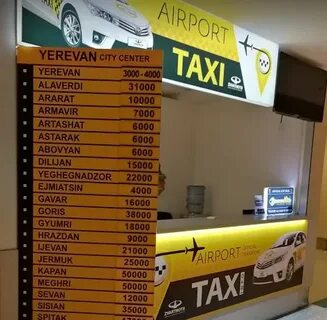 AIRPORT
TAXI
YEREVAN CITY CENTER
YEREVAN 3000-4000
ALAVERDI 31000
ARARAT 10000
ARMAVIR 7000
ARTASHAT 6000
ASTARAK 6000
ABOVYAN 6000
DILIJAN 15000
YEGHEGNADZOR 22000
EJMIATSIN 4000
GAVAR 16000
GORIS 38000
GYUMRI 18000
HRAZDAN 9000
IJEVAN 21000
JERMUK 25000
KAPAN 50000
MEGHRI 50000
SEVAN 12000
SISIAN 35000
SPITAK
AIRPORT
TAXI